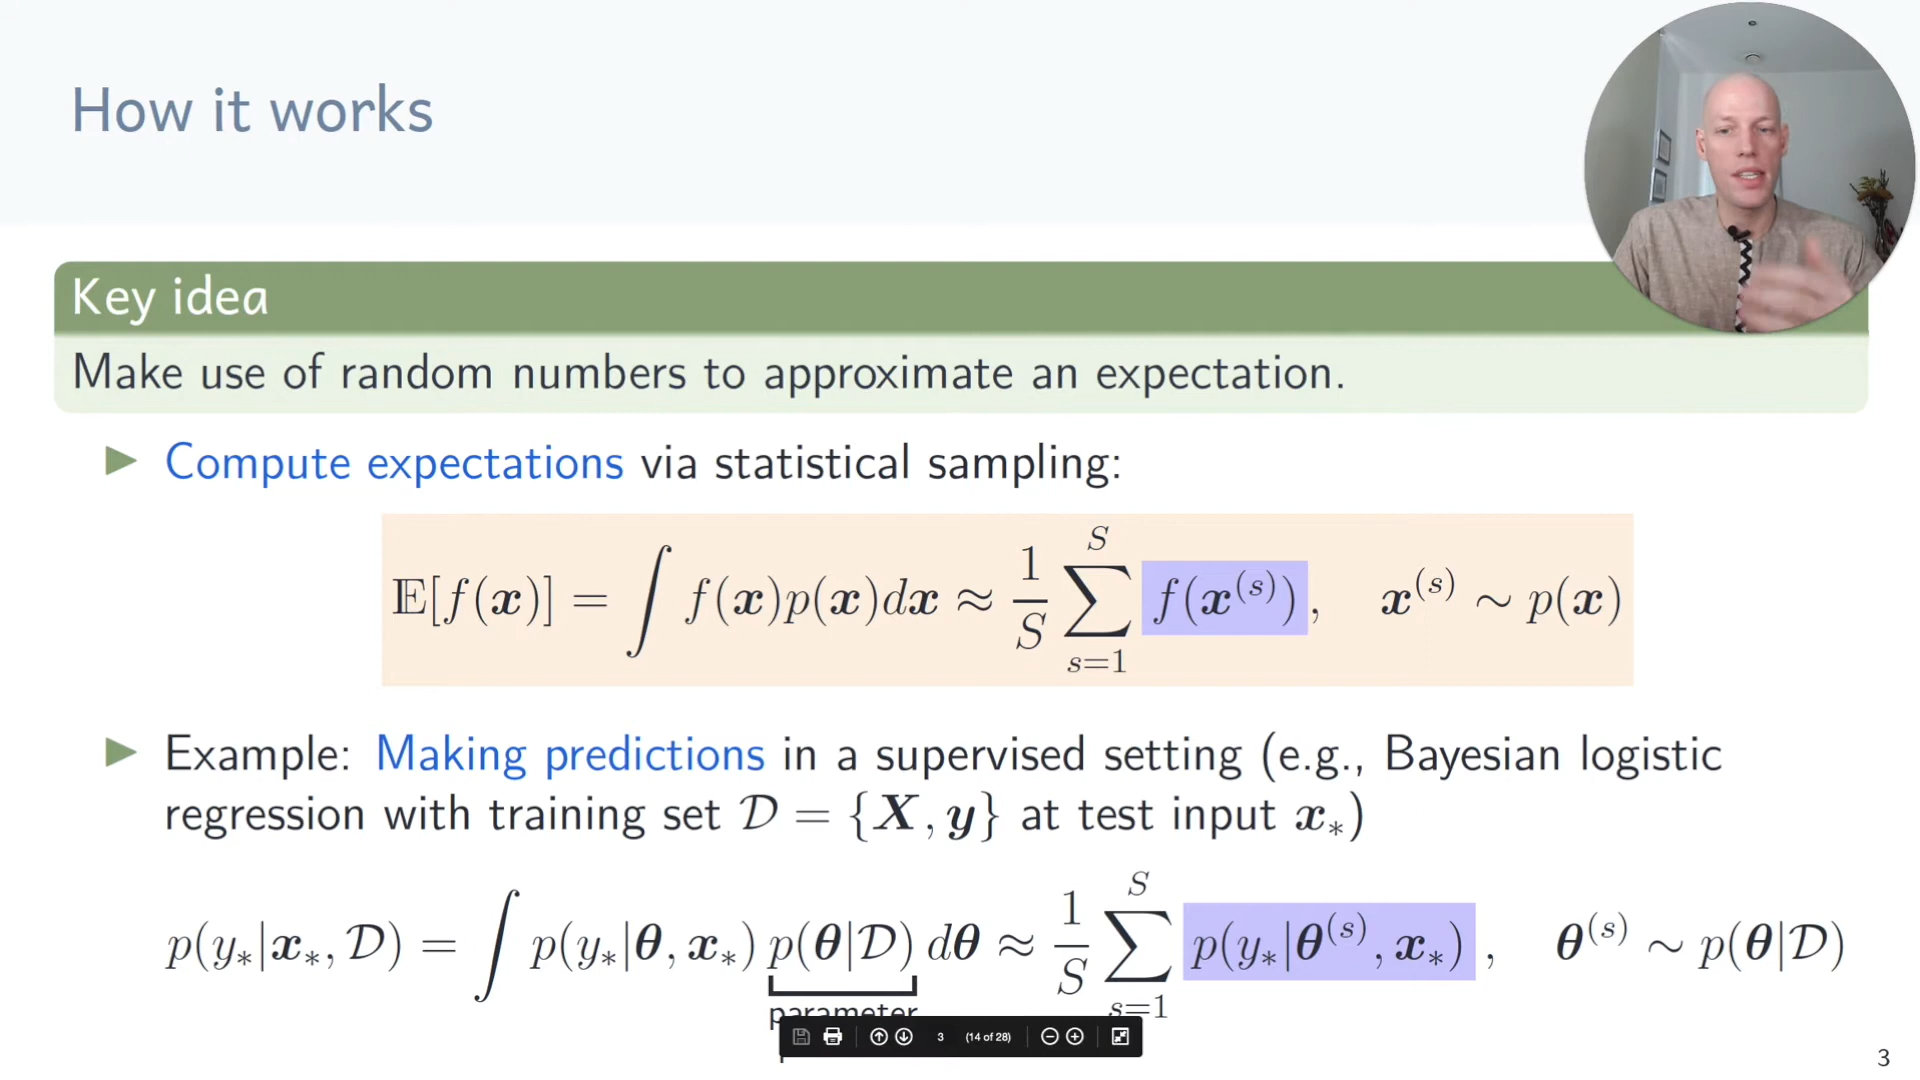 How it works
Key idea
Make use of random numbers to approximate an expectation.
▶ Compute expectations via statistical sampling:
𝔼[f(𝒙)] = ∫ f(𝒙)p(𝒙)d𝒙 ≈ 1/S ∑_{s=1}^{S} f(𝒙^{(s)}), 𝒙^{(s)} ∼ p(𝒙)
▶ Example: Making predictions in a supervised setting (e.g., Bayesian logistic
regression with training set 𝒟 = {𝑿, 𝒚} at test input 𝒙_*)
p(y_*|𝒙_*, 𝒟) = ∫ p(y_*|𝜽, 𝒙_*) p(𝜽|𝒟) d𝜽 ≈ 1/S ∑_{s=1}^{S} p(y_*|𝜽^{(s)}, 𝒙_*), 𝜽^{(s)} ∼ p(𝜽|𝒟)
parameter
3 (14 of 28)
3